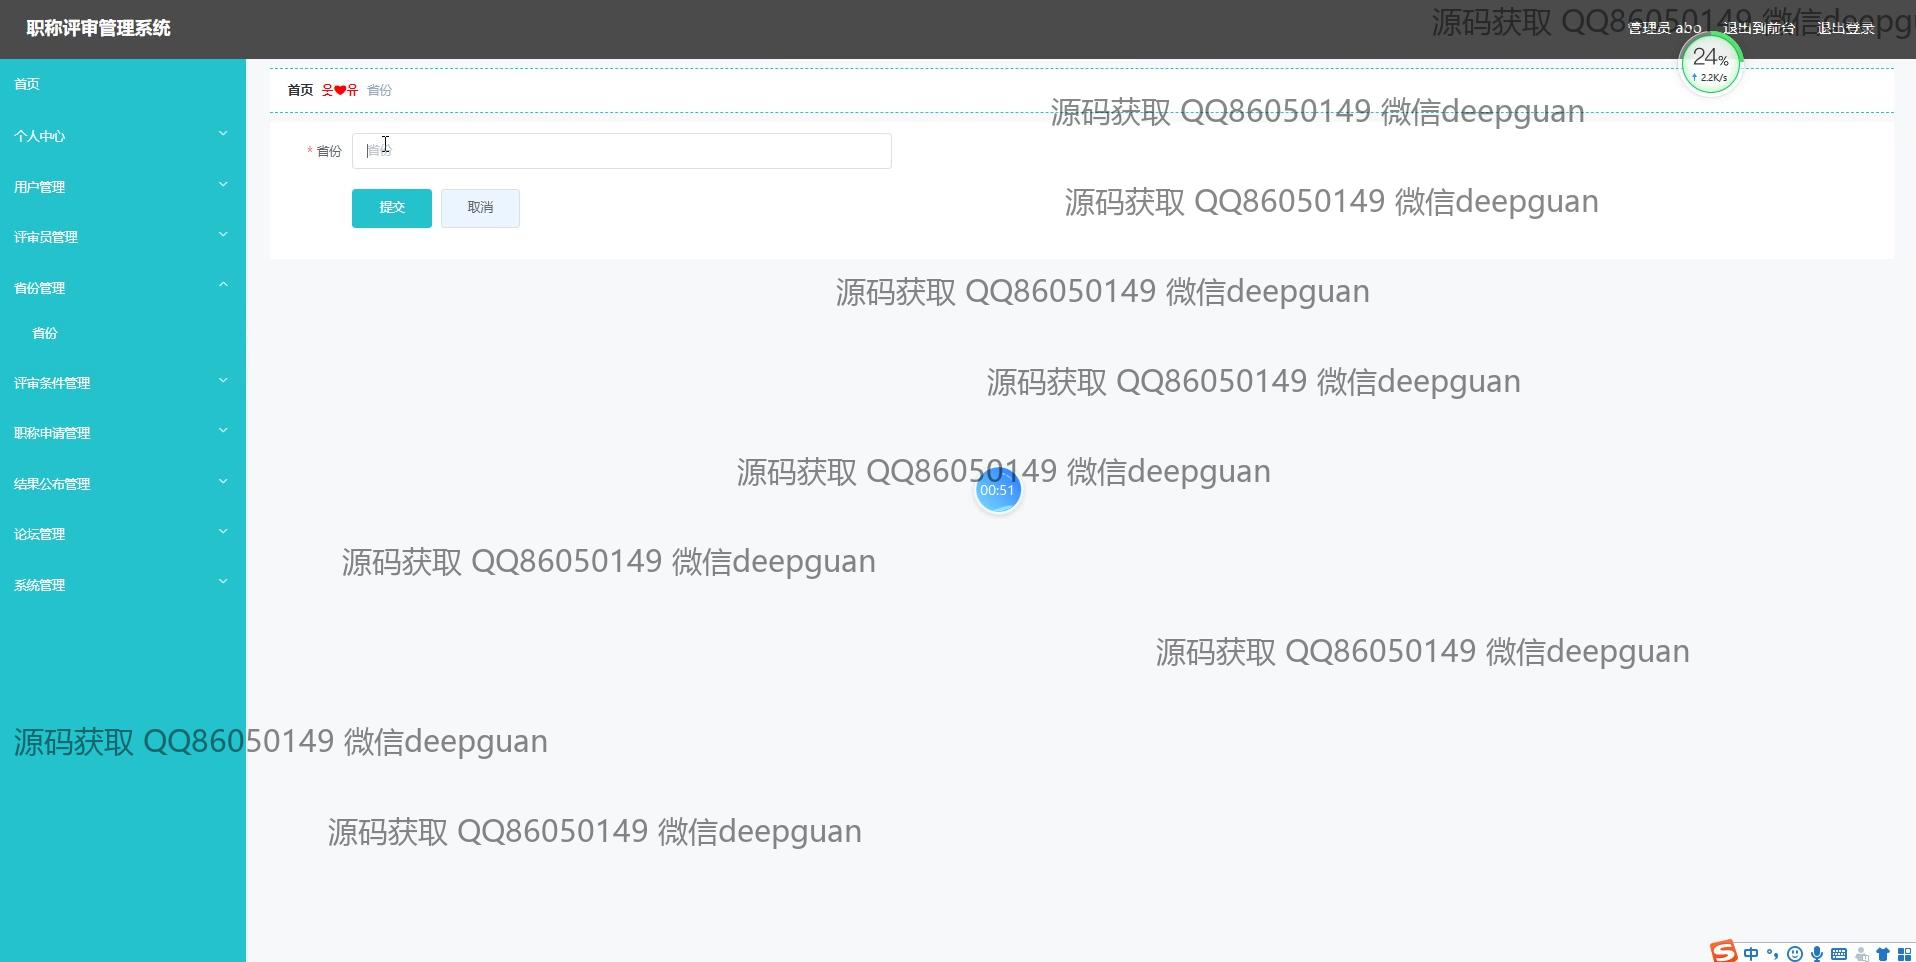 职称评审管理系统
源码获取 QQ86050149 微信deepgu
管理员 abo 退出到前台 退出登录
24%
↑ 2.2K/s
首页
个人中心
用户管理
评审员管理
省份管理
省份
评审条件管理
职称申请管理
结果公布管理
论坛管理
系统管理
首页 웃❤유 省份
源码获取 QQ86050149 微信deepguan
* 省份 省份
提交 取消
源码获取 QQ86050149 微信deepguan
源码获取 QQ86050149 微信deepguan
源码获取 QQ86050149 微信deepguan
源码获取 QQ86050149 微信deepguan
00:51
源码获取 QQ86050149 微信deepguan
源码获取 QQ86050149 微信deepguan
源码获取 QQ86050149 微信deepguan
源码获取 QQ86050149 微信deepguan
S 中